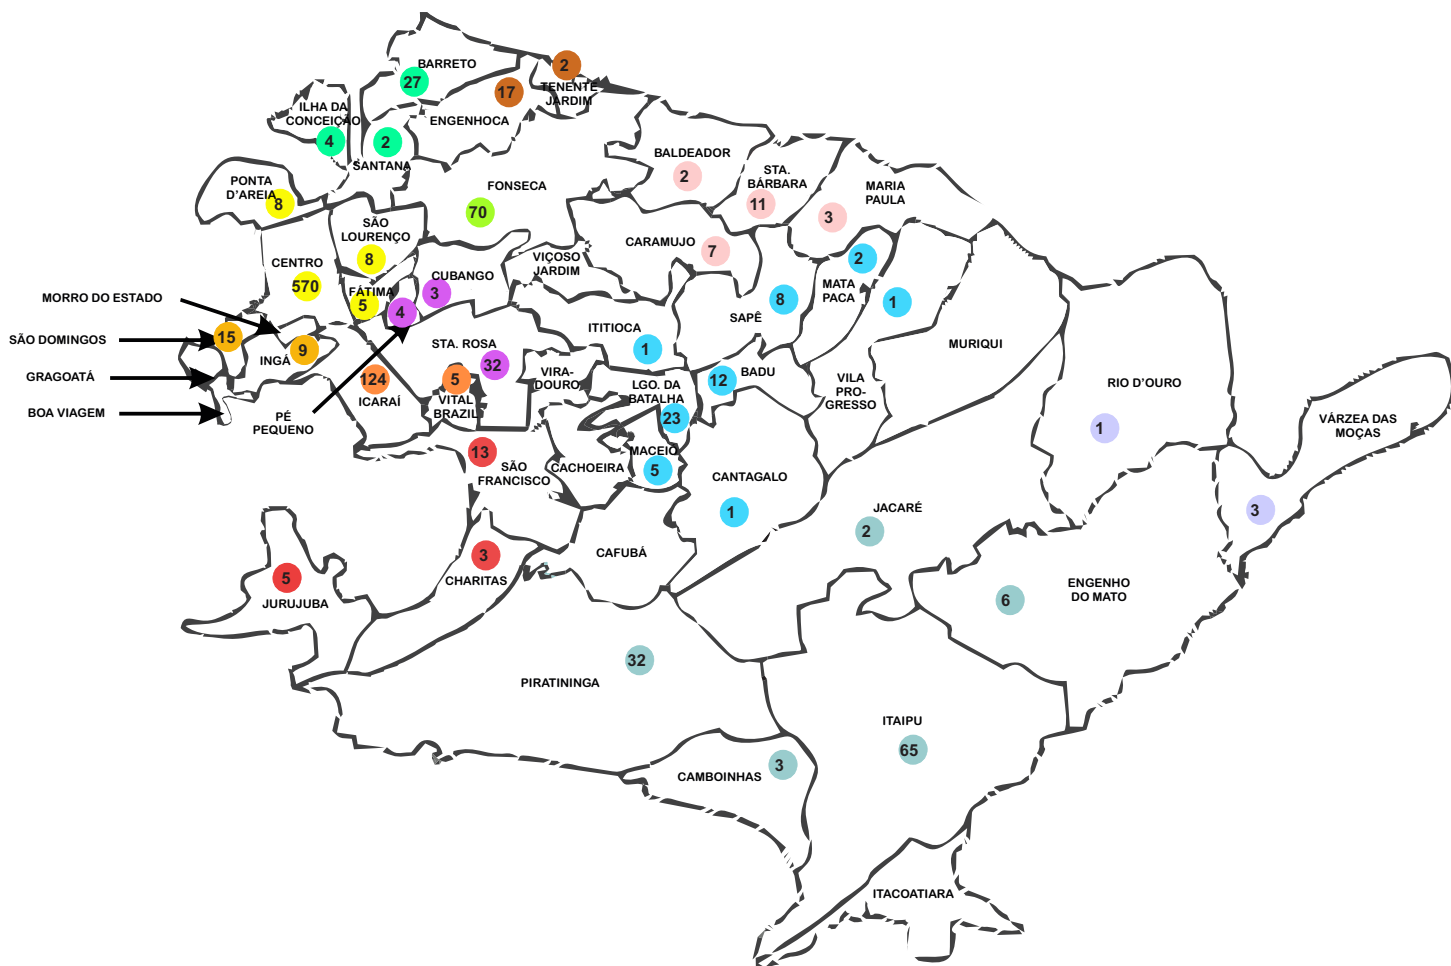 BARRETO
27
2
TENENTE
JARDIM
17
ENGENHOCA
ILHA DA
CONCEIÇÃO
4
2
SANTANA
PONTA
D'AREIA
8
FONSECA
70
BALDEADOR
2
STA.
BÁRBARA
11
MARIA
PAULA
3
SÃO
LOURENÇO
8
CENTRO
570
FÁTIMA
5
4
CUBANGO
3
VIÇOSO
JARDIM
CARAMUJO
7
2
MATA
PACA
1
8
SAPÊ
MORRO DO ESTADO
SÃO DOMINGOS
GRAGOATÁ
BOA VIAGEM
15
INGÁ
9
PÉ
PEQUENO
124
ICARAÍ
STA. ROSA
32
5
VITAL
BRAZIL
VIRA-
DOURO
ITITIOCA
1
LGO. DA
BATALHA
23
12
BADU
VILA
PRO-
GRESSO
MURIQUI
RIO D'OURO
1
VÁRZEA DAS
MOÇAS
3
13
SÃO
FRANCISCO
CACHOEIRA
MACEIÓ
5
CANTAGALO
1
JACARÉ
2
5
JURUJUBA
3
CHARITAS
CAFUBÁ
ENGENHO
DO MATO
6
32
PIRATININGA
ITAIPU
65
CAMBOINHAS
3
ITACOATIARA